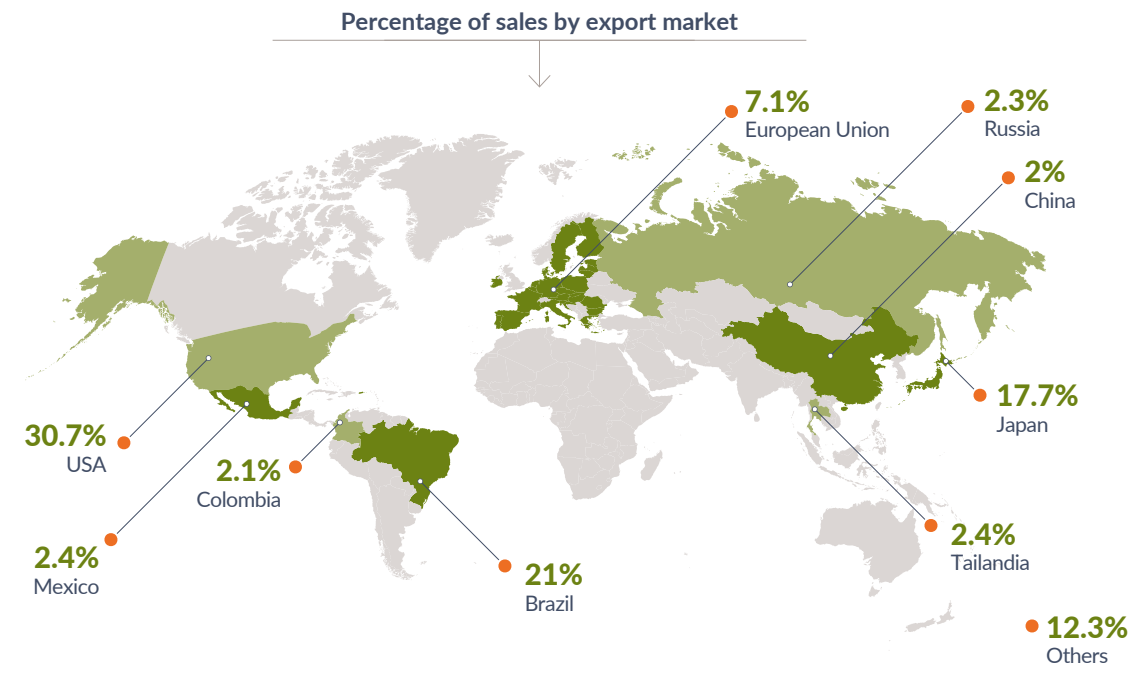 Percentage of sales by export market
7.1%
European Union
2.3%
Russia
2%
China
17.7%
Japan
30.7%
USA
2.1%
Colombia
2.4%
Mexico
21%
Brazil
2.4%
Tailandia
12.3%
Others